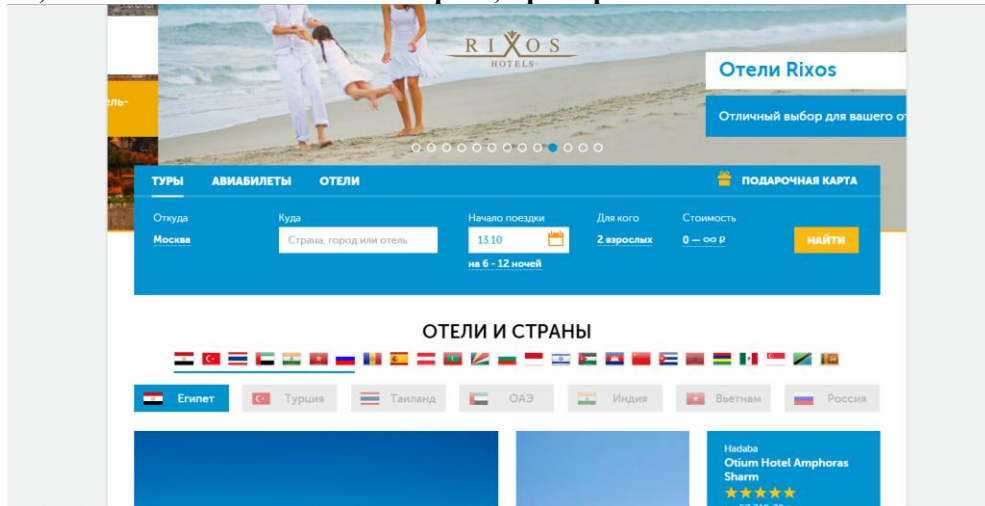 RIXOS
HOTELS
Отели Rixos
ель-
Отличный выбор для вашего о
ТУРЫ АВИАБИЛЕТЫ ОТЕЛИ ПОДАРОЧНАЯ КАРТА
Откуда Куда Начало поездки Для кого Стоимость
Москва Страна, город или отель 13.10 2 взрослых 0 — ∞ ₽ НАЙТИ
на 6 - 12 ночей
ОТЕЛИ И СТРАНЫ
Египет Турция Таиланд ОАЭ Индия Вьетнам Россия
Hadaba
Otium Hotel Amphoras
Sharm